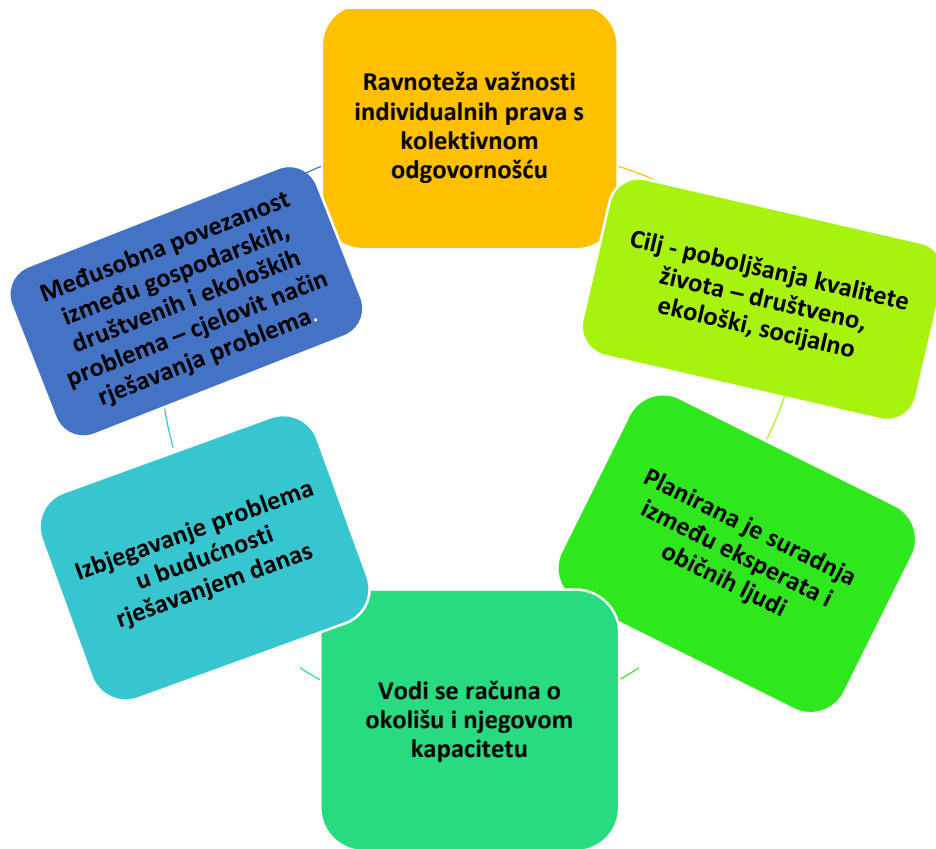 Ravnoteža važnosti
individualnih prava s
kolektivnom
odgovornošću
Cilj - poboljšanja kvalitete
života – društveno,
ekološki, socijalno
Planirana je suradnja
između eksperata i
običnih ljudi
Vodi se računa o
okolišu i njegovom
kapacitetu
Izbjegavanje problema
u budućnosti
rješavanjem danas
Međusobna povezanost
između gospodarskih,
društvenih i ekoloških
problema – cjelovit način
rješavanja problema.